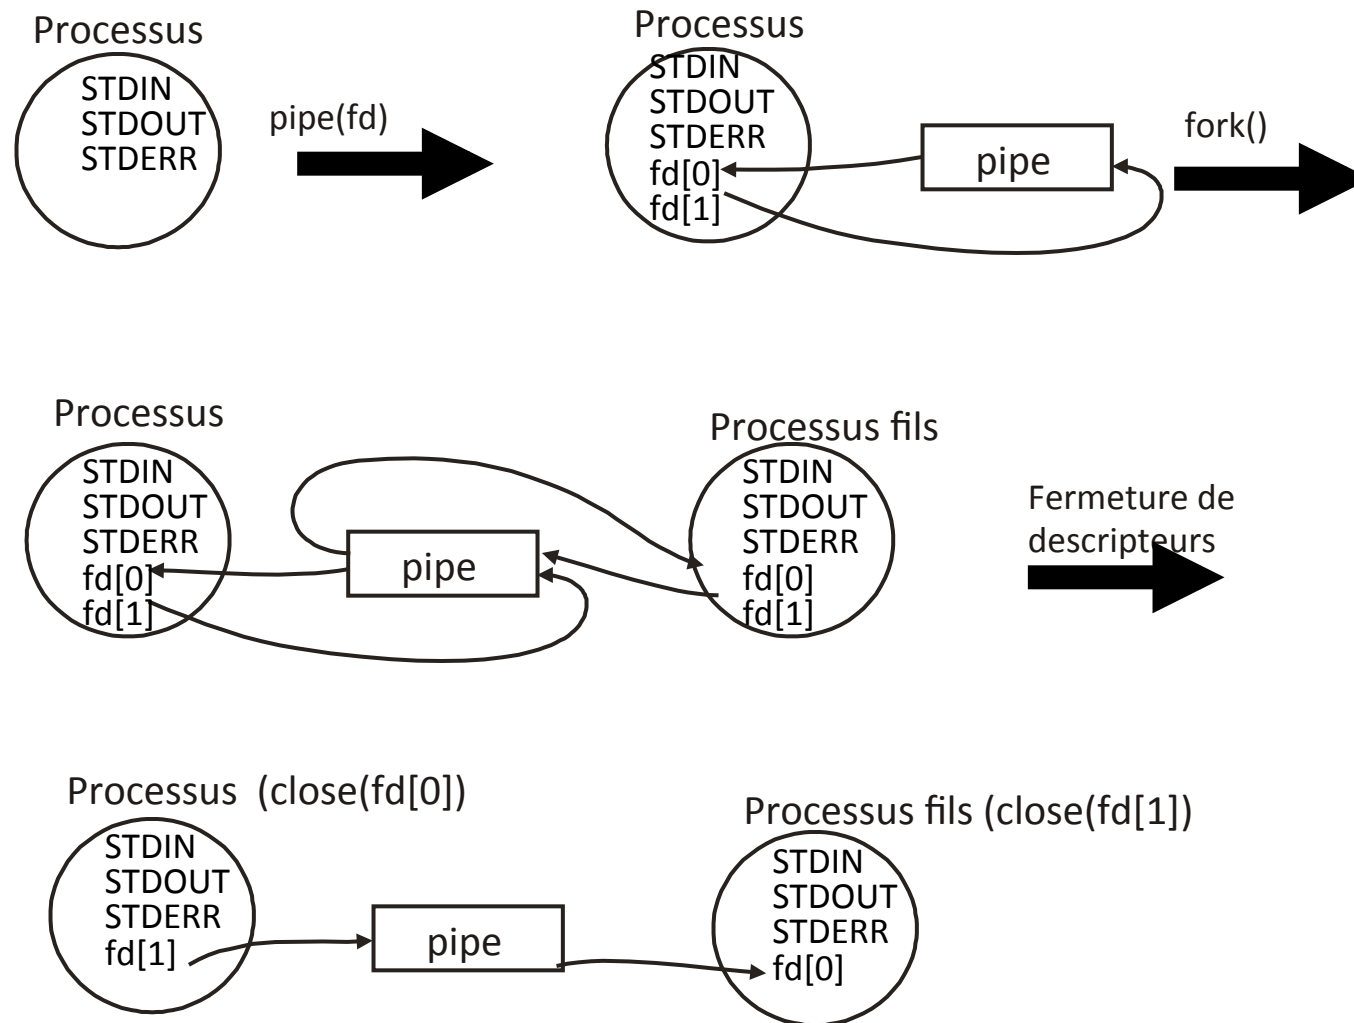 Processus
STDIN
STDOUT
STDERR
pipe(fd)
Processus
STDIN
STDOUT
STDERR
fd[0]
fd[1]
pipe
fork()
Processus
STDIN
STDOUT
STDERR
fd[0]
fd[1]
pipe
Processus fils
STDIN
STDOUT
STDERR
fd[0]
fd[1]
Fermeture de
descripteurs
Processus (close(fd[0])
STDIN
STDOUT
STDERR
fd[1]
pipe
Processus fils (close(fd[1])
STDIN
STDOUT
STDERR
fd[0]